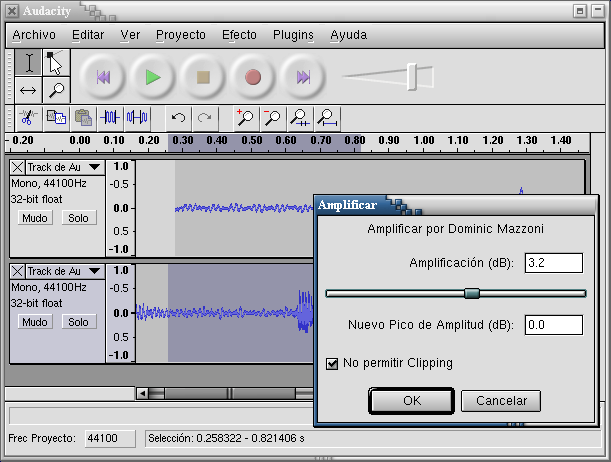 Audacity
Archivo Editar Ver Proyecto Efecto Plugins Ayuda
- 0.20 0.00 0.10 0.20 0.30 0.40 0.50 0.60 0.70 0.80 0.90 1.00 1.10 1.20 1.30 1.40
Track de Au
Mono, 44100Hz
32-bit float
Mudo Solo
1.0
-0.5
0.0
-0.5
-1.0
Track de Au
Mono, 44100Hz
32-bit float
Mudo Solo
1.0
0.5
0.0
-0.5
-1.0
Amplificar
Amplificar por Dominic Mazzoni
Amplificación (dB): 3.2
Nuevo Pico de Amplitud (dB): 0.0
No permitir Clipping
OK Cancelar
Frec Proyecto: 44100 Selección: 0.258322 - 0.821406 s